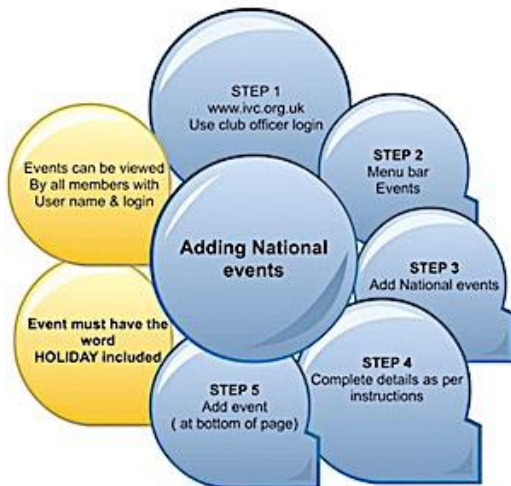 STEP 1
www.ivc.org.uk
Use club officer login
STEP 2
Menu bar
Events
STEP 3
Add National events
STEP 4
Complete details as per
instructions
STEP 5
Add event
( at bottom of page)
Event must have the
word
HOLIDAY included
Events can be viewed
By all members with
User name & login
Adding National
events